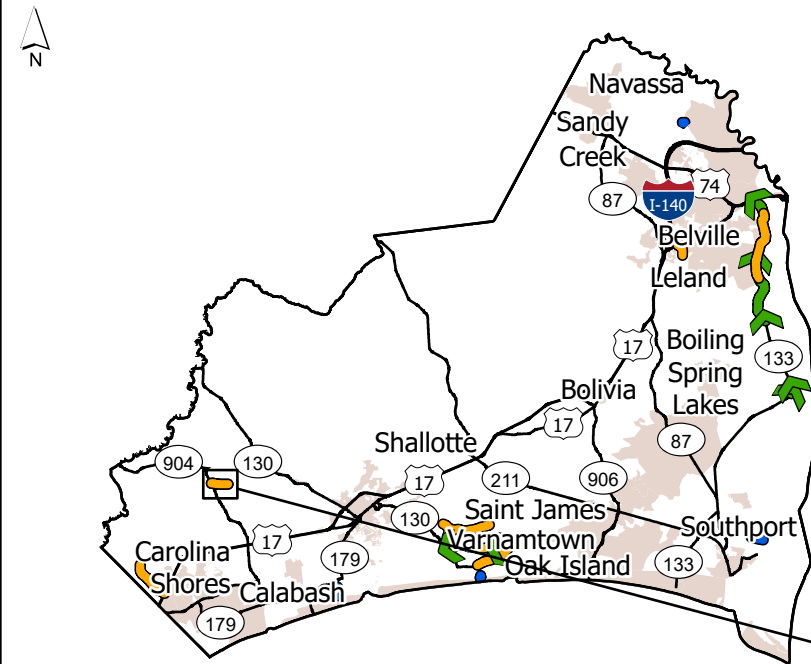 N
Navassa
Sandy
Creek
87
74
I-140
Belville
Leland
17
Boiling
Spring
Lakes
133
Bolivia
17
87
Shallotte
904
130
17
211
906
130
Saint James
Varnamtown
Southport
17
179
Oak Island
133
Carolina
Shores
Calabash
179